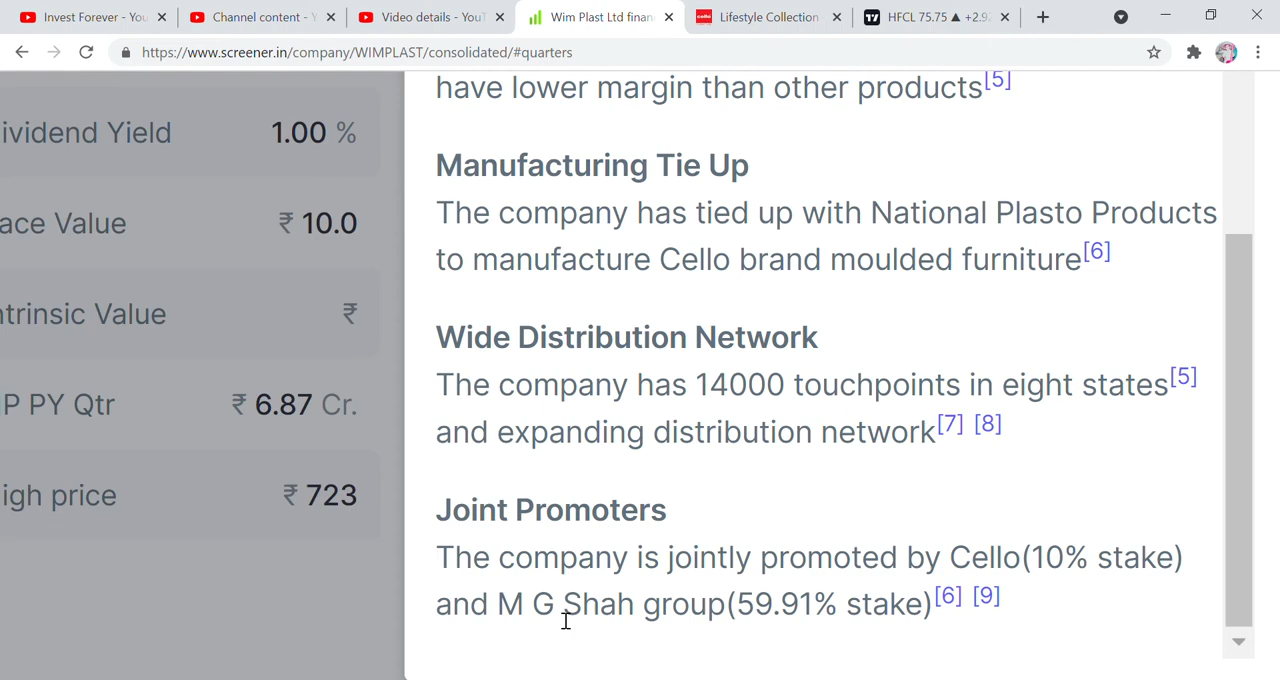 Invest Forever - You
Channel content - Y
Video details - YouT
Wim Plast Ltd finan
Lifestyle Collection
HFCL 75.75 ▲ +2.9
https://www.screener.in/company/WIMPLAST/consolidated/#quarters
have lower margin than other products[5]
ividend Yield 1.00 %
Manufacturing Tie Up
The company has tied up with National Plasto Products
ace Value ₹ 10.0
to manufacture Cello brand moulded furniture[6]
ntrinsic Value ₹
Wide Distribution Network
The company has 14000 touchpoints in eight states[5]
P PY Qtr ₹ 6.87 Cr.
and expanding distribution network[7] [8]
igh price ₹ 723
Joint Promoters
The company is jointly promoted by Cello(10% stake)
and M G Shah group(59.91% stake)[6] [9]